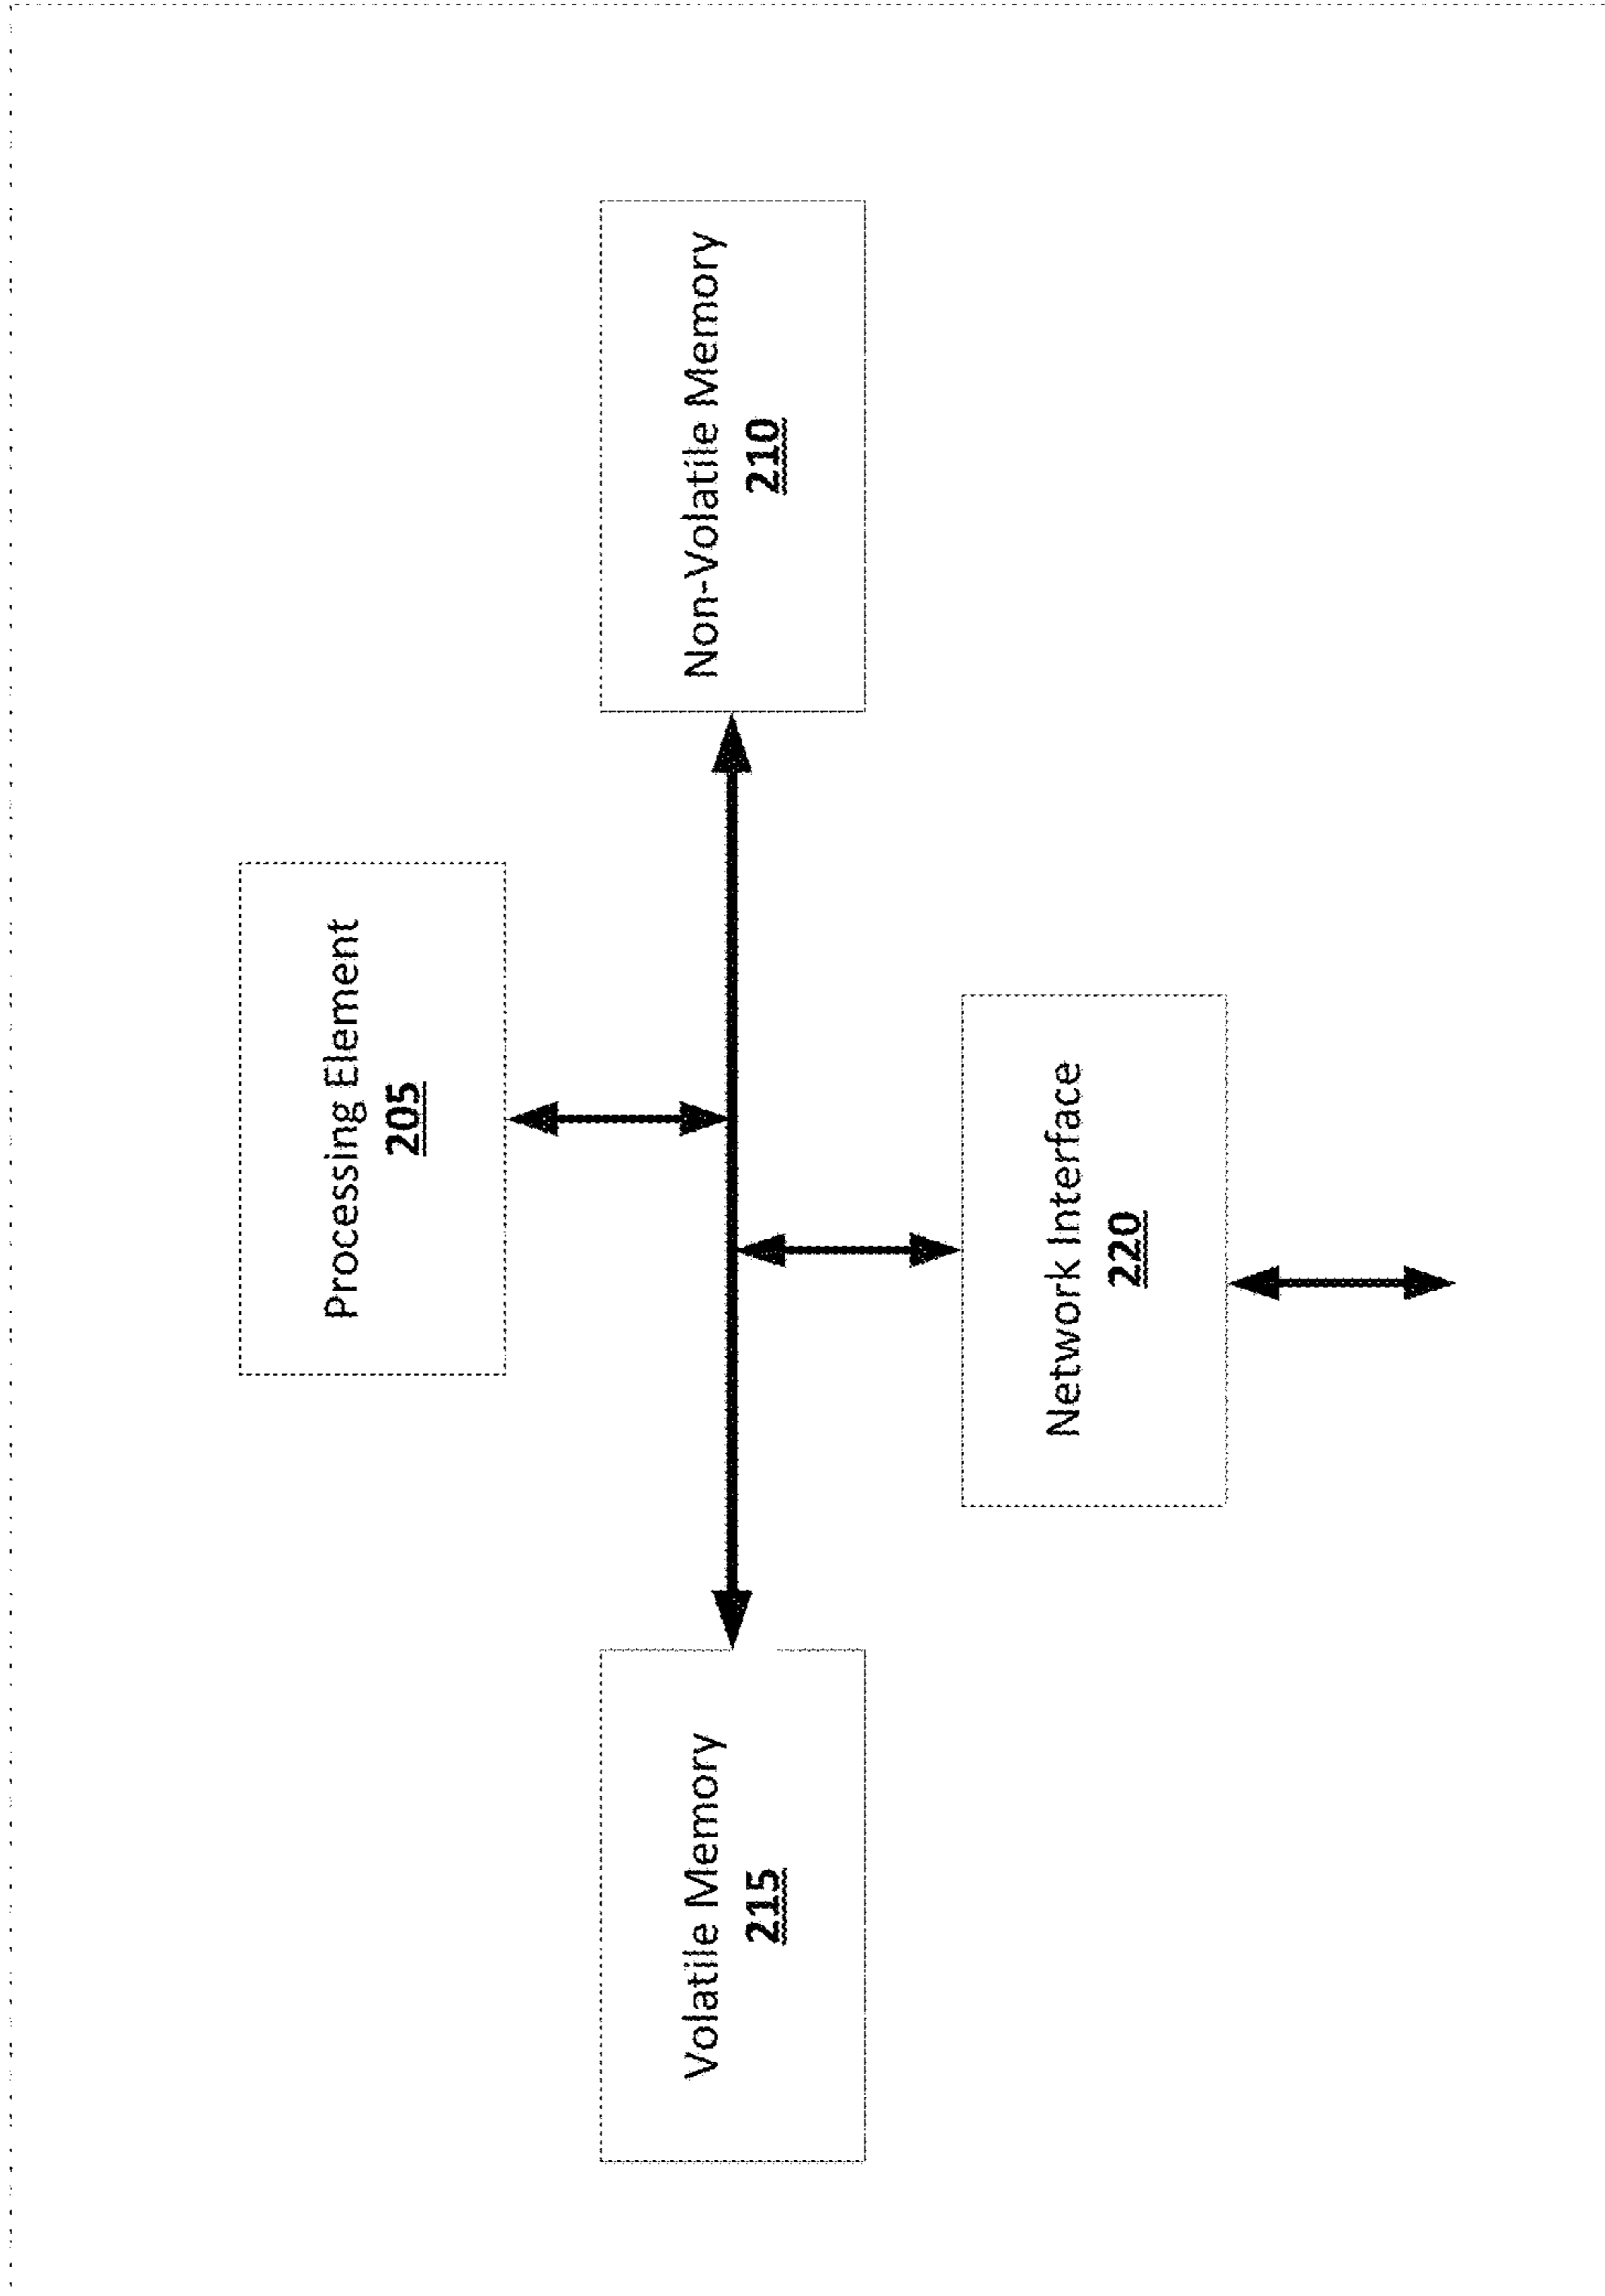 Processing Element
205
Volatile Memory
215
Non-Volatile Memory
210
Network Interface
220